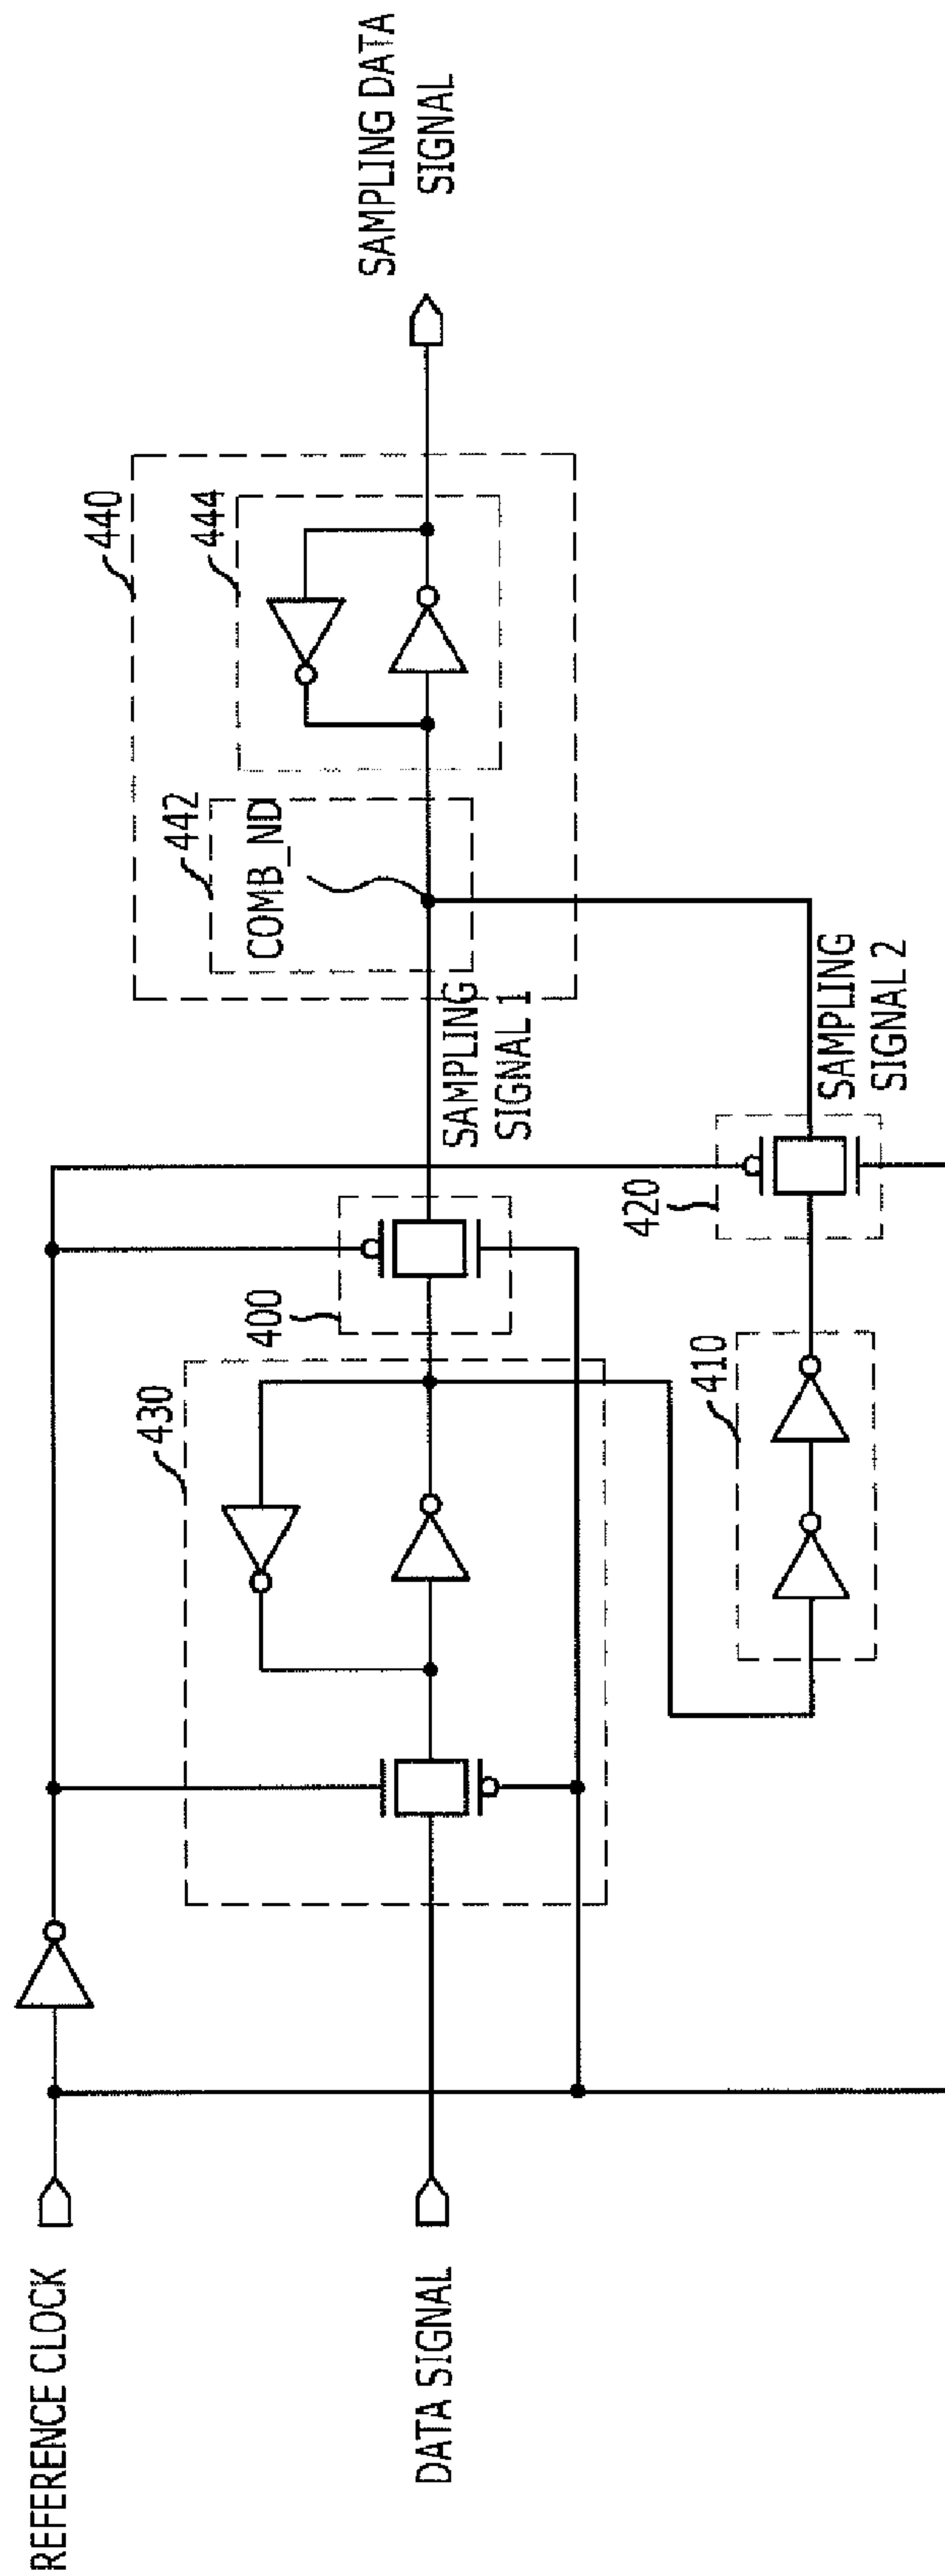 REFERENCE CLOCK
DATA SIGNAL
430
400
410
420
SAMPLING
SIGNAL 1
SAMPLING
SIGNAL 2
440
442
COMB_ND
444
SAMPLING DATA
SIGNAL